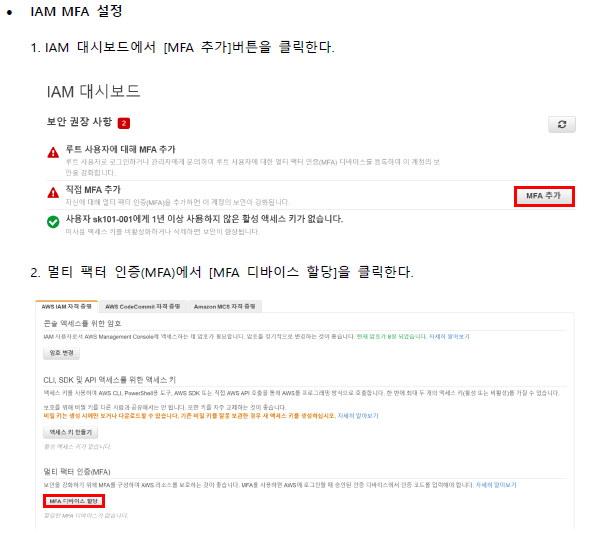 • IAM MFA 설정
1. IAM 대시보드에서 [MFA 추가]버튼을 클릭한다.
IAM 대시보드
보안 권장 사항 2
루트 사용자에 대해 MFA 추가
루트 사용자로 로그인하거나 관리자에게 문의하여 루트 사용자에 대한 멀티 팩터 인증(MFA) 디바이스를 등록하여 이 계정의 보
안을 강화합니다.
직접 MFA 추가
자신에 대해 멀티 팩터 인증(MFA)을 추가하면 이 계정의 보안이 강화됩니다.
MFA 추가
사용자 sk101-001에게 1년 이상 사용하지 않은 활성 액세스 키가 없습니다.
미사용 액세스 키를 비활성화하거나 삭제하면 보안이 향상됩니다.
2. 멀티 팩터 인증(MFA)에서 [MFA 디바이스 할당]을 클릭한다.
AWS IAM 자격 증명 AWS CodeCommit 자격 증명 Amazon MCS 자격 증명
콘솔 액세스를 위한 암호
IAM 사용자로서 AWS Management Console에 액세스하는 데 암호가 필요합니다. 암호를 정기적으로 변경하는 것이 좋습니다. 자세히 알아보기
암호 변경
CLI, SDK 및 API 액세스를 위한 액세스 키
액세스 키를 사용하여 AWS CLI, PowerShell용 도구, AWS SDK 또는 직접 AWS API 호출을 통해 AWS를 프로그래밍 방식으로 호출합니다. 한 번에 최대 두 개의 액세스 키(활성 또는 비활성)를 가질 수 있습니다.
보호를 위해 비밀 키를 다른 사람과 공유해서는 안 됩니다. 또한 키를 자주 교체하는 것이 좋습니다.
비밀 키는 생성 시에만 보거나 다운로드할 수 있습니다. 기존 비밀 키를 잘못 보관한 경우 새 액세스 키를 생성하십시오. 자세히 알아보기
액세스 키 만들기
활성 액세스 키가 없습니다.
멀티 팩터 인증(MFA)
보안을 강화하기 위해 MFA를 구성하여 AWS 리소스를 보호하는 것이 좋습니다. MFA를 사용하면 AWS에 로그인할 때 승인된 인증 디바이스에서 인증 코드를 입력해야 합니다. 자세히 알아보기
MFA 디바이스 할당
할당된 MFA 디바이스가 없습니다.